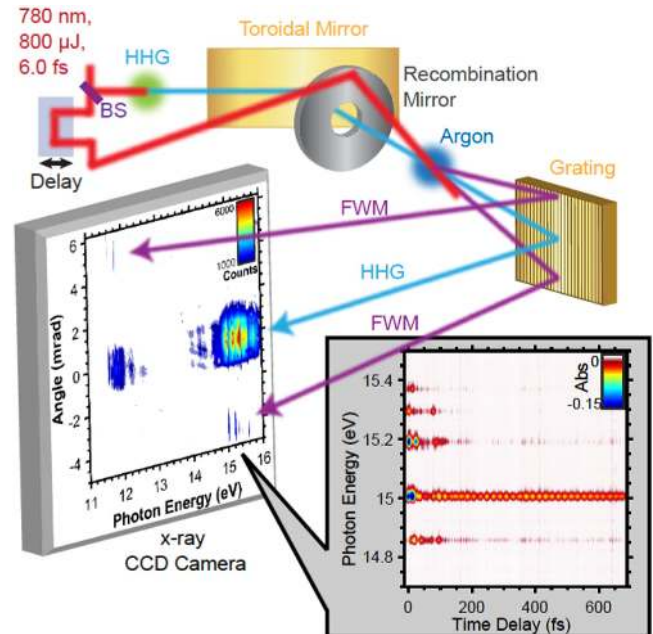 780 nm,
800 µJ,
6.0 fs
HHG
Toroidal Mirror
Recombination
Mirror
BS
Argon
Grating
Delay
FWM
HHG
FWM
6000
1000
Counts
Angle (mrad)
6
4
2
0
-2
-4
11 12 13 14 15 16
Photon Energy (eV)
x-ray
CCD Camera
Abs
0
-0.15
Photon Energy (eV)
15.4
15.2
15
14.8
0 200 400 600
Time Delay (fs)